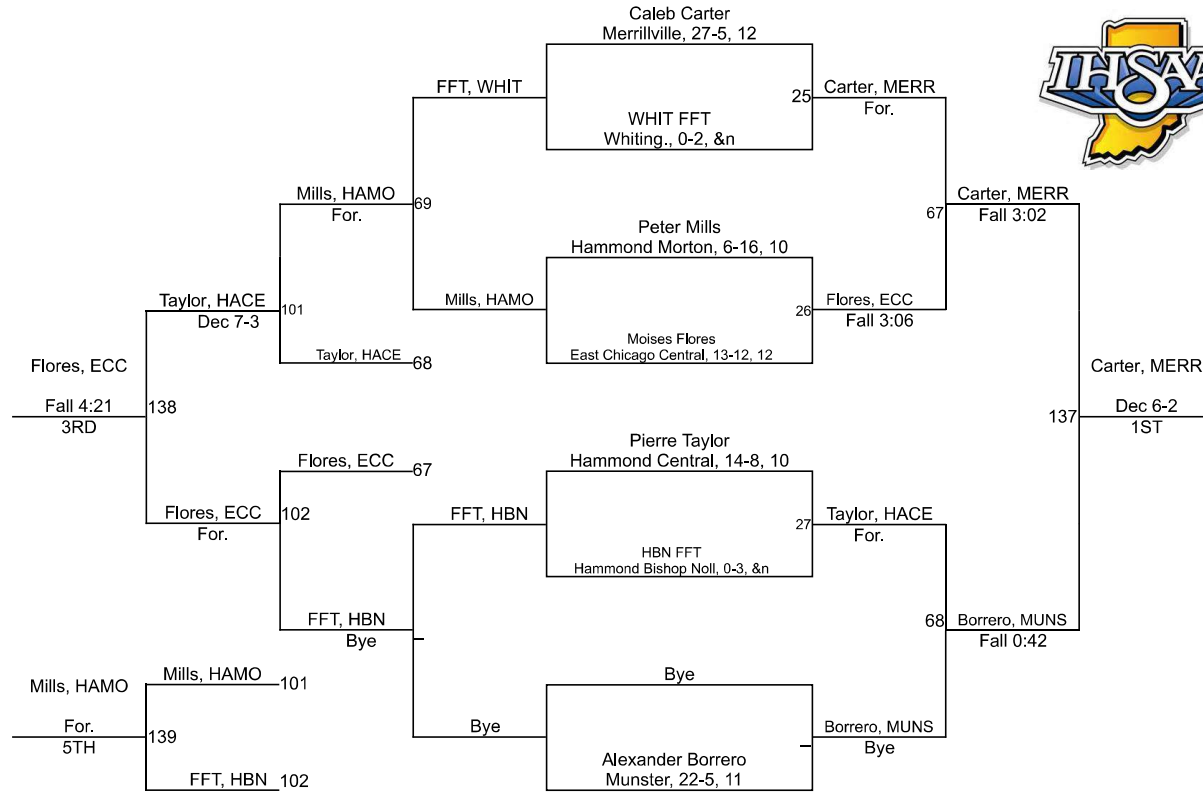 Caleb Carter
Merrillville, 27-5, 12
IHSAA
FFT, WHIT
25
Carter, MERR
For.
WHIT FFT
Whiting., 0-2, &n
Mills, HAMO
For.
69
67
Carter, MERR
Fall 3:02
Peter Mills
Hammond Morton, 6-16, 10
Taylor, HACE
Dec 7-3
101
Mills, HAMO
26
Flores, ECC
Fall 3:06
Moises Flores
East Chicago Central, 13-12, 12
Taylor, HACE
68
Flores, ECC
Fall 4:21
3RD
138
Carter, MERR
137
Dec 6-2
1ST
Pierre Taylor
Hammond Central, 14-8, 10
Flores, ECC
67
Flores, ECC
For.
102
FFT, HBN
27
Taylor, HACE
For.
HBN FFT
Hammond Bishop Noll, 0-3, &n
FFT, HBN
Bye
68
Borrero, MUNS
Fall 0:42
Mills, HAMO
For.
5TH
Mills, HAMO
101
139
FFT, HBN
102
Bye
Bye
Borrero, MUNS
Bye
Alexander Borrero
Munster, 22-5, 11